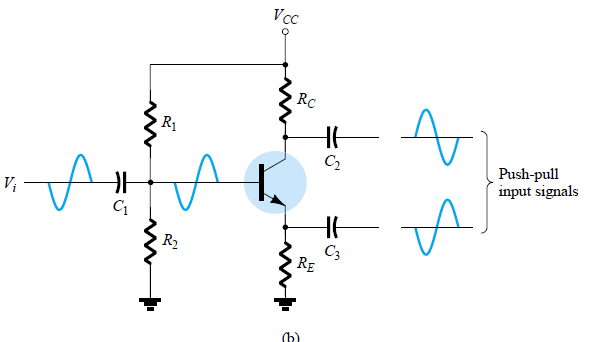 VCC
RC
R1
C2
Vi
Push-pull
input signals
C1
R2
C3
RE
(b)